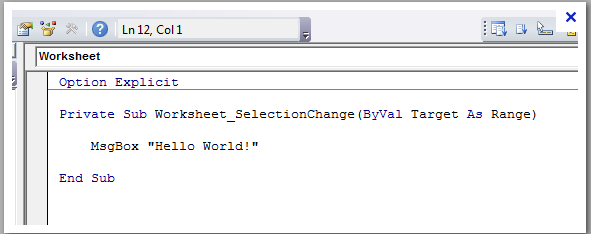 Ln 12, Col 1
Worksheet
Option Explicit
Private Sub Worksheet_SelectionChange(ByVal Target As Range)
MsgBox "Hello World!"
End Sub